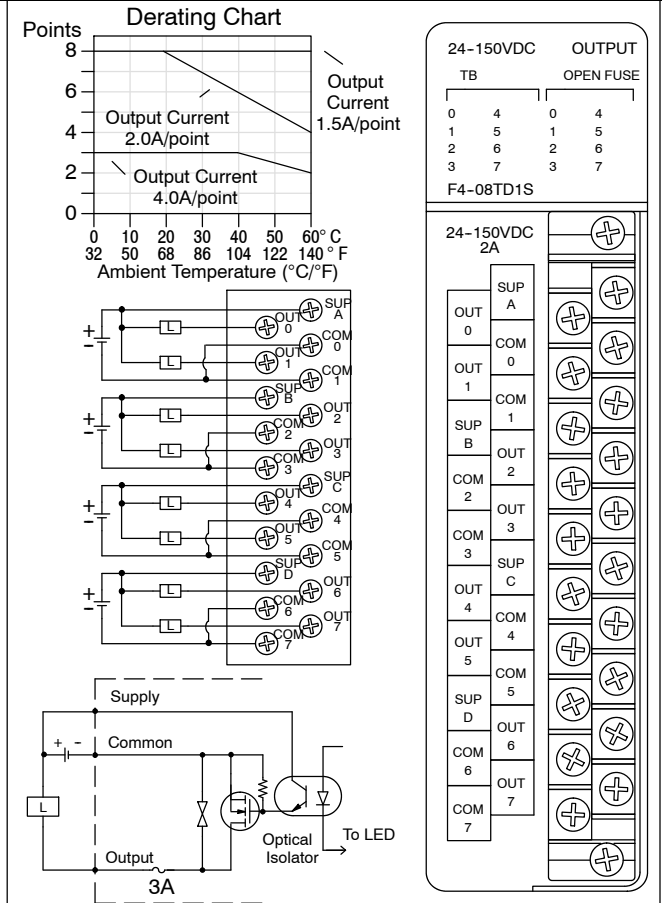 Derating Chart
Points
8
6
4
2
0
Output
Current
1.5A/point
Output Current
2.0A/point
Output Current
4.0A/point
0 10 20 30 40 50 60°C
32 50 68 86 104 122 140°F
Ambient Temperature (°C/°F)
+
-
L
L
SUP A
OUT 0
COM 0
OUT 1
COM 1
+
-
L
L
SUP B
OUT 2
COM 2
OUT 3
COM 3
+
-
L
L
SUP C
OUT 4
COM 4
OUT 5
COM 5
+
-
L
L
SUP D
OUT 6
COM 6
OUT 7
COM 7
Supply
+ -
Common
L
Optical
Isolator
To LED
Output
3A
24-150VDC OUTPUT
TB OPEN FUSE
0 4 0 4
1 5 1 5
2 6 2 6
3 7 3 7
F4-08TD1S
24-150VDC
2A
SUP
A
OUT
0
COM
0
OUT
1
COM
1
SUP
B
OUT
2
COM
2
OUT
3
COM
3
SUP
C
OUT
4
COM
4
OUT
5
COM
5
SUP
D
OUT
6
COM
6
OUT
7
COM
7